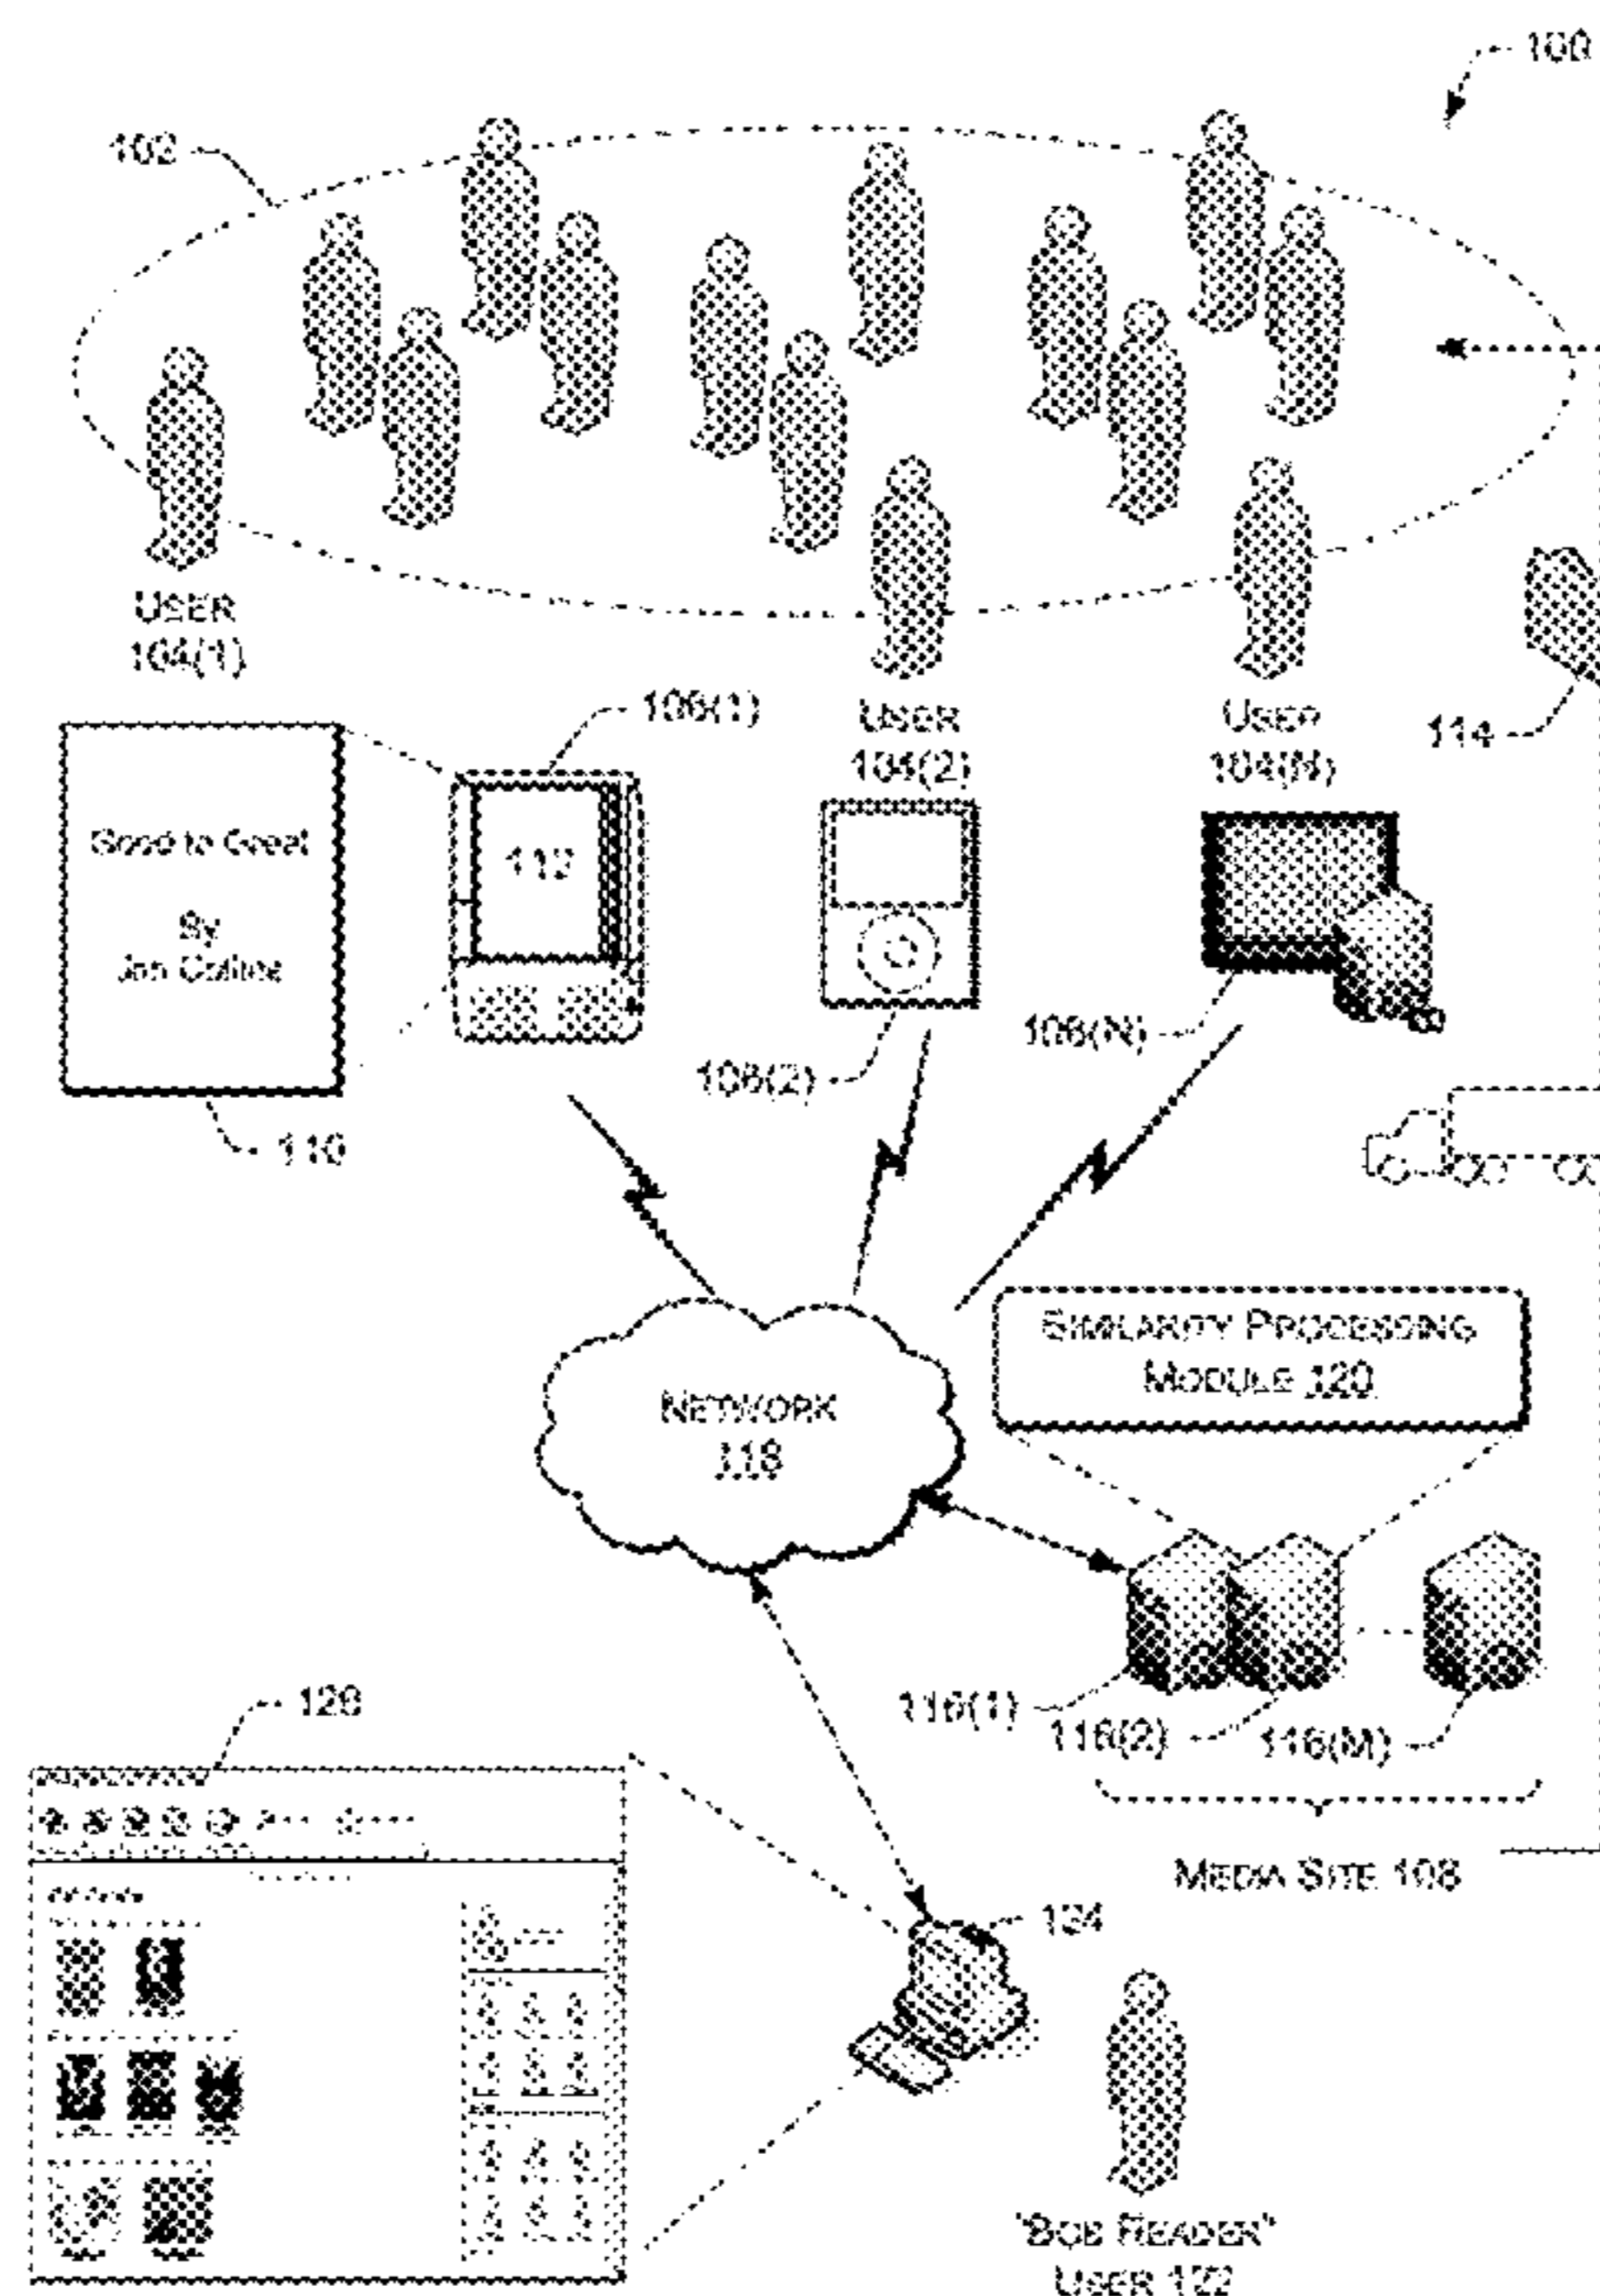 100
102
USER
104(1)
106(1)
USER
104(2)
USER
104(N)
114
Good to Great
By
Jim Collins
112
106(2)
106(N)
110
SIMILARITY PROCESSING
MODULE 120
NETWORK
118
116(1)
116(2)
116(M)
MEDIA SITE 108
124
"BOB READER"
USER 122